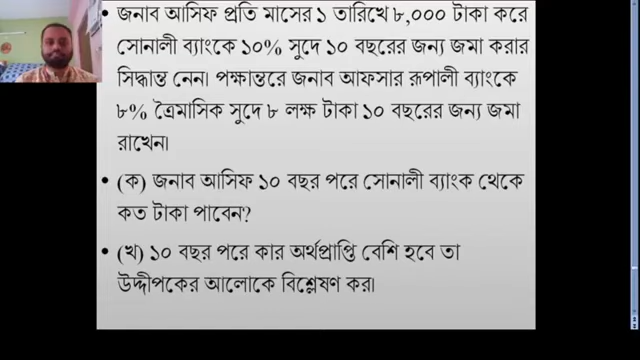 • জনাব আসিফ প্রতি মাসের ১ তারিখে ৮,০০০ টাকা করে
সোনালী ব্যাংকে ১০% সুদে ১০ বছরের জন্য জমা করার
সিদ্ধান্ত নেন। পক্ষান্তরে জনাব আফসার রূপালী ব্যাংকে
৮% ত্রৈমাসিক সুদে ৮ লক্ষ টাকা ১০ বছরের জন্য জমা
রাখেন।
• (ক) জনাব আসিফ ১০ বছর পরে সোনালী ব্যাংক থেকে
কত টাকা পাবেন?
• (খ) ১০ বছর পরে কার অর্থপ্রাপ্তি বেশি হবে তা
উদ্দীপকের আলোকে বিশ্লেষণ কর।